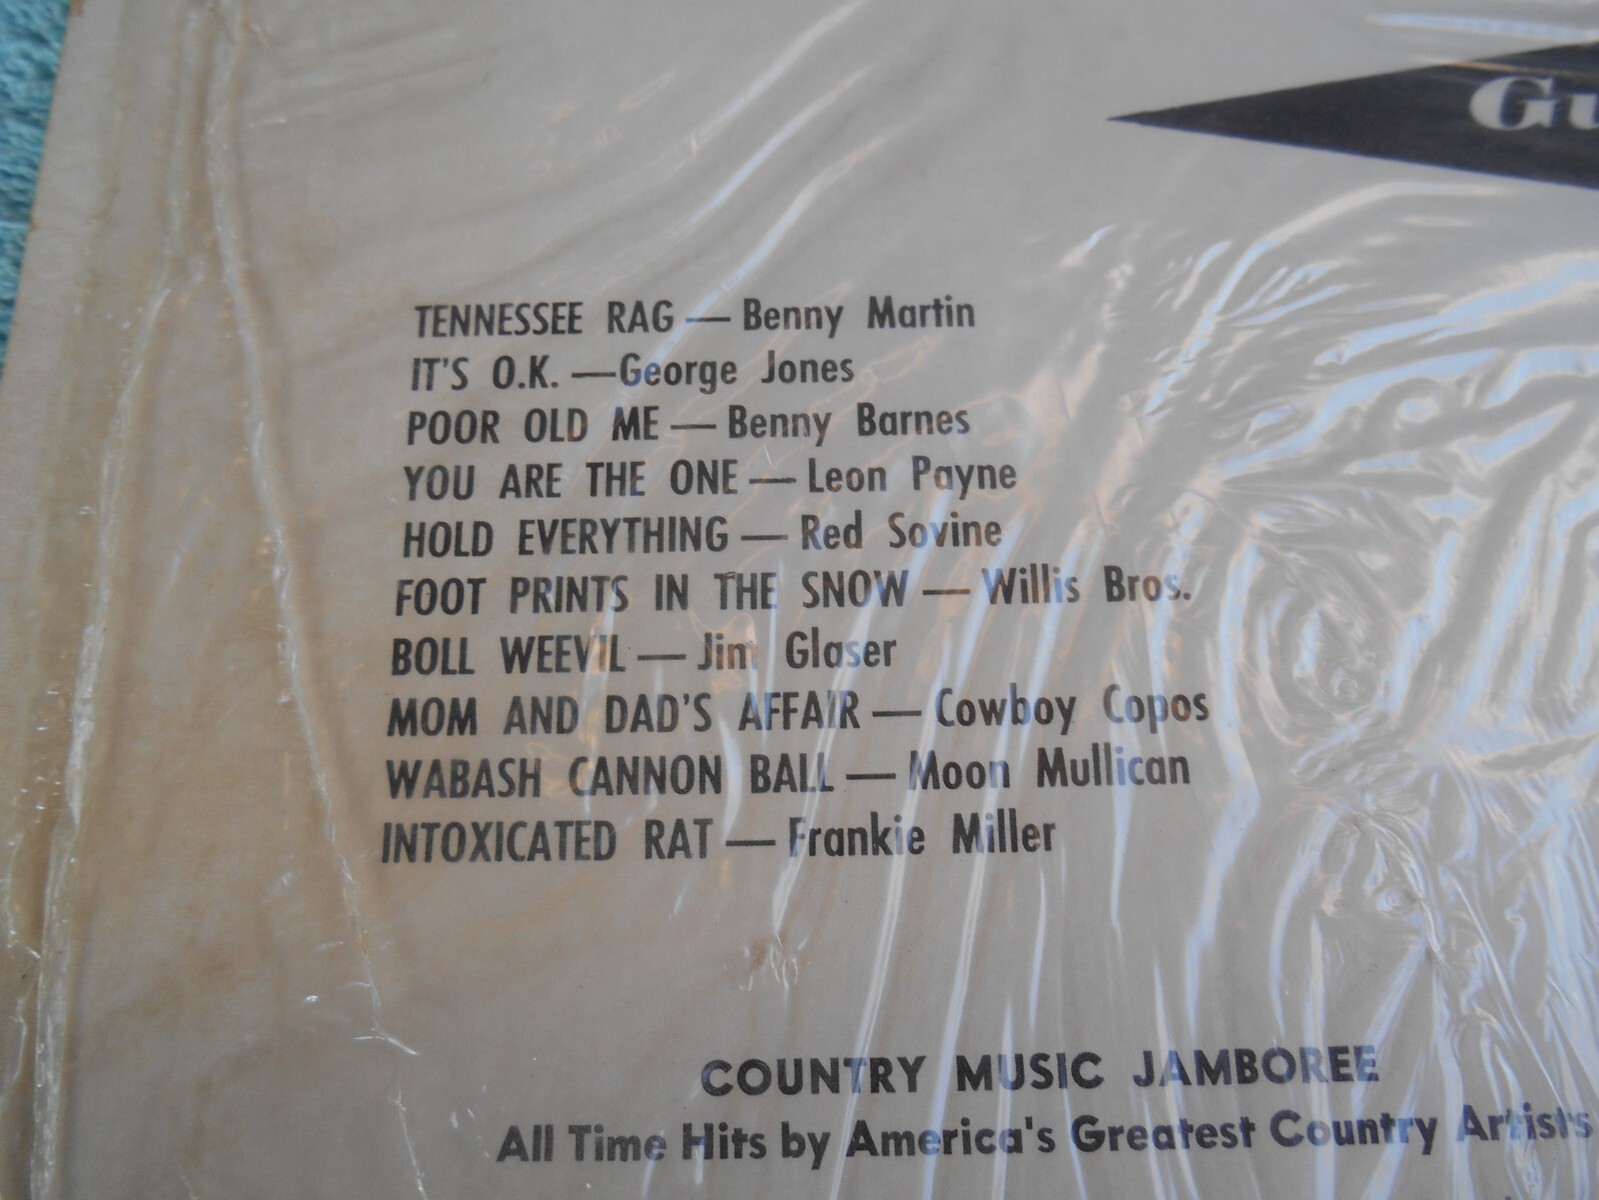 Gu
TENNESSEE RAG — Benny Martin
IT'S O.K. —George Jones
POOR OLD ME — Benny Barnes
YOU ARE THE ONE — Leon Payne
HOLD EVERYTHING — Red Sovine
FOOT PRINTS IN THE SNOW — Willis Bros.
BOLL WEEVIL — Jim Glaser
MOM AND DAD'S AFFAIR — Cowboy Copos
WABASH CANNON BALL — Moon Mullican
INTOXICATED RAT — Frankie Miller
COUNTRY MUSIC JAMBOREE
All Time Hits by America's Greatest Country Artists